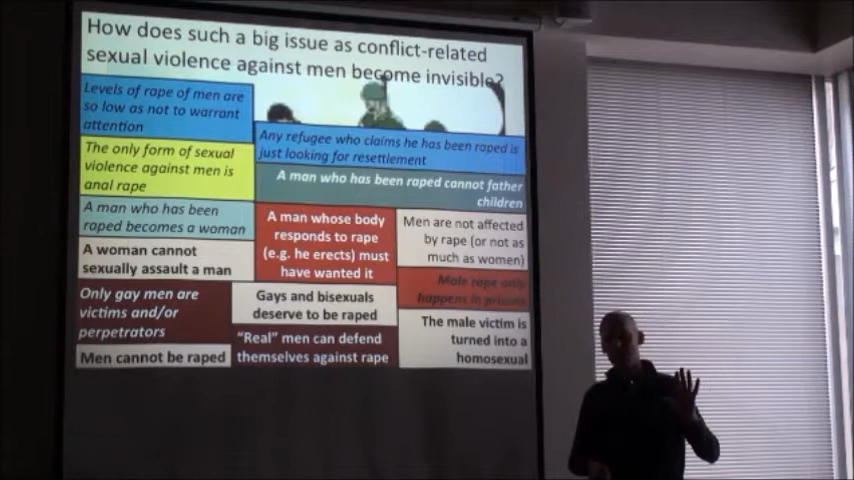 How does such a big issue as conflict-related
sexual violence against men become invisible?
Levels of rape of men are
so low as not to warrant
attention
Any refugee who claims he has been raped is
just looking for resettlement
The only form of sexual
violence against men is
anal rape
A man who has been raped cannot father
children
A man who has been
raped becomes a woman
A man whose body
responds to rape
(e.g. he erects) must
have wanted it
Men are not affected
by rape (or not as
much as women)
A woman cannot
sexually assault a man
Male rape only
happens in prisons
Only gay men are
victims and/or
perpetrators
Gays and bisexuals
deserve to be raped
The male victim is
turned into a
homosexual
"Real" men can defend
themselves against rape
Men cannot be raped